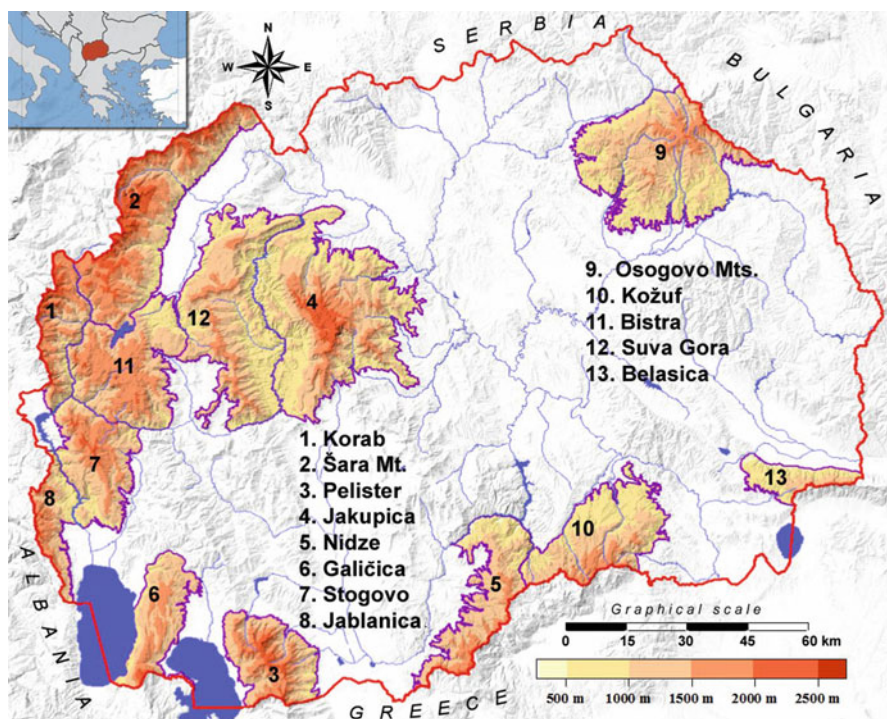 SERBIA
BULGARIA
N
W E
S
9
2
1
4
12
11
9. Osogovo Mts.
10. Kožuf
11. Bistra
12. Suva Gora
13. Belasica
1. Korab
2. Šara Mt.
3. Pelister
4. Jakupica
5. Nidze
6. Galičica
7. Stogovo
8. Jablanica
7
8
13
10
5
6
3
ALBANIA
GREECE
Graphical scale
0 15 30 45 60 km
500 m 1000 m 1500 m 2000 m 2500 m